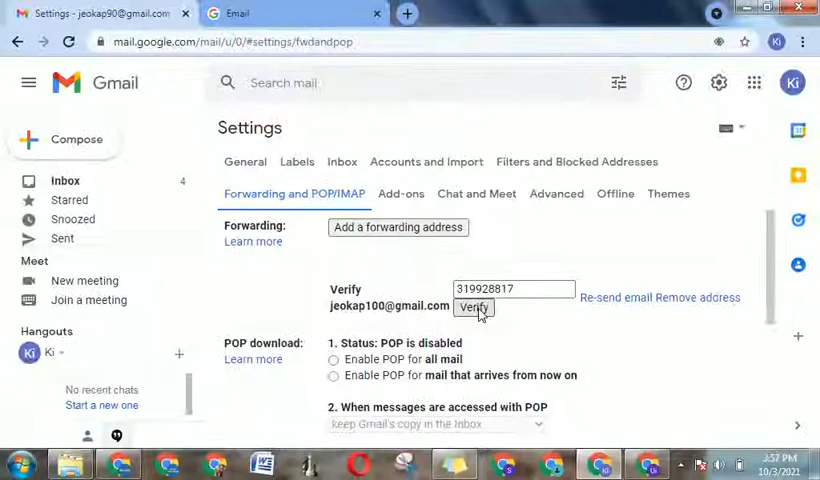 Settings - jeokap90@gmail.com
Email
mail.google.com/mail/u/0/#settings/fwdandpop
Ki
Gmail
Search mail
Ki
Compose
Inbox 4
Starred
Snoozed
Sent
Meet
New meeting
Join a meeting
Hangouts
Ki
No recent chats
Start a new one
Settings
General Labels Inbox Accounts and Import Filters and Blocked Addresses
Forwarding and POP/IMAP Add-ons Chat and Meet Advanced Offline Themes
Forwarding: Add a forwarding address
Learn more
Verify 319928817
jeokap100@gmail.com Verify Re-send email Remove address
POP download: 1. Status: POP is disabled
Learn more Enable POP for all mail
Enable POP for mail that arrives from now on
2. When messages are accessed with POP
keep Gmail's copy in the Inbox
3:57 PM
10/3/2021